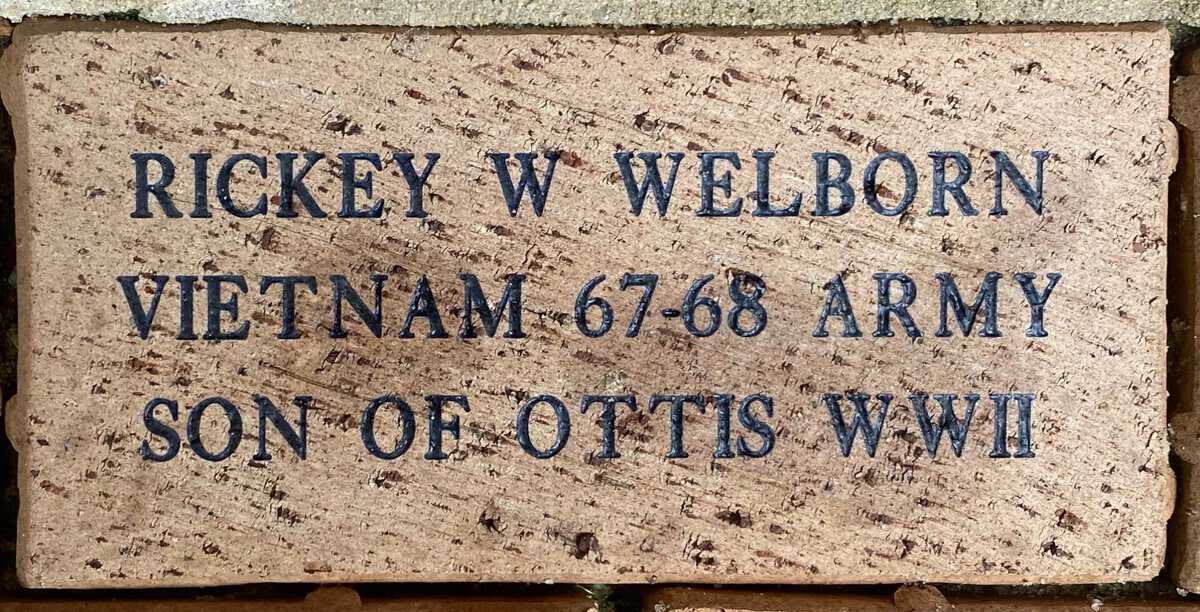 RICKEY W WELBORN
VIETNAM 67-68 ARMY
SON OF OTTIS WWII